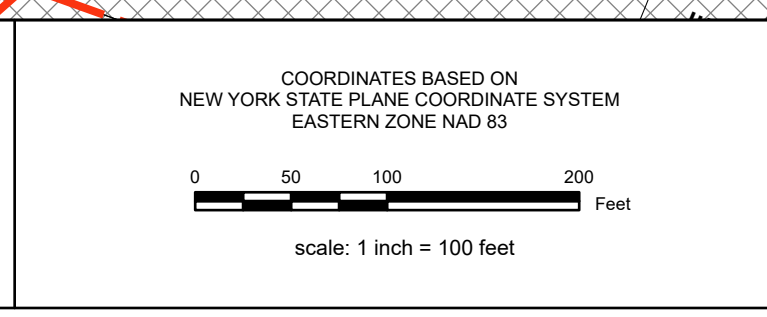 COORDINATES BASED ON
NEW YORK STATE PLANE COORDINATE SYSTEM
EASTERN ZONE NAD 83
0 50 100 200
Feet
scale: 1 inch = 100 feet